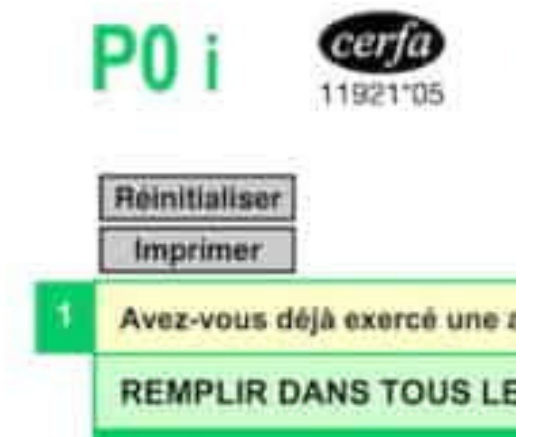 P0 i
cerfa
11921*05
Réinitialiser
Imprimer
1
Avez-vous déjà exercé une a
REMPLIR DANS TOUS LE